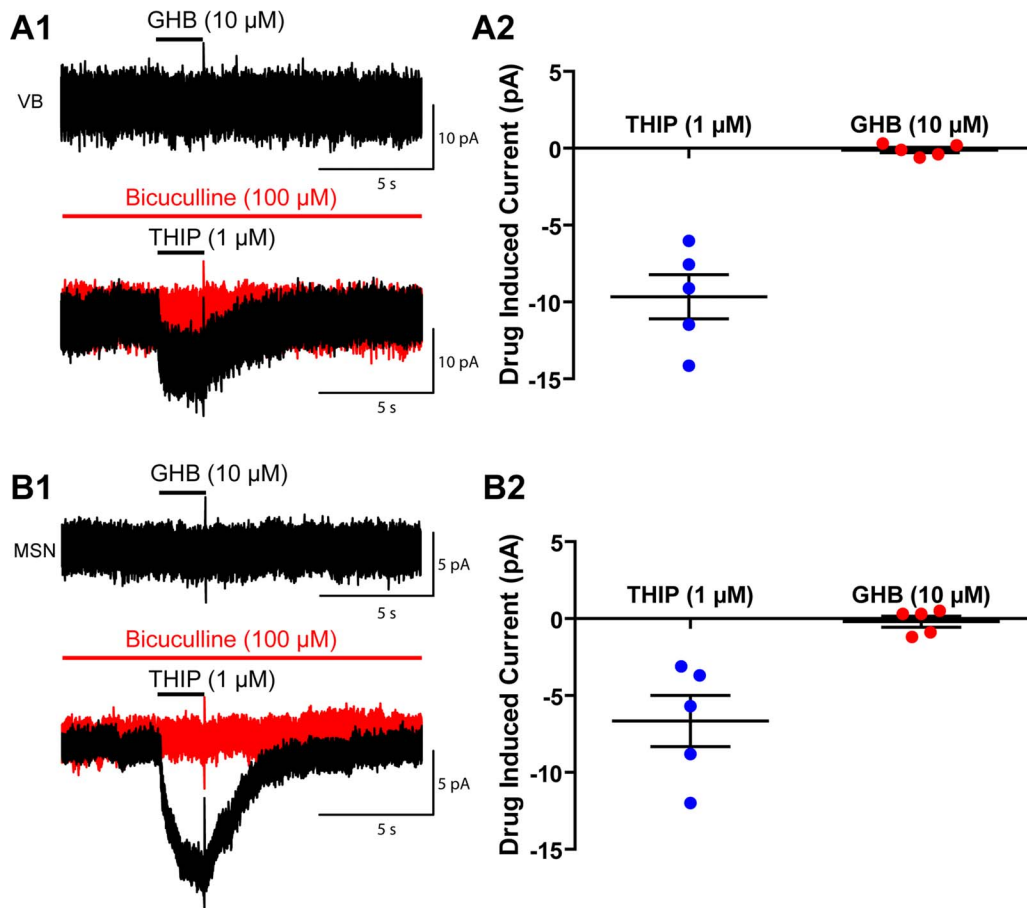 A1
GHB (10 µM)
VB
10 pA
5 s
Bicuculline (100 µM)
THIP (1 µM)
10 pA
5 s
A2
Drug Induced Current (pA)
5
0
-5
-10
-15
THIP (1 µM)
GHB (10 µM)
B1
GHB (10 µM)
MSN
5 pA
5 s
Bicuculline (100 µM)
THIP (1 µM)
5 pA
5 s
B2
Drug Induced Current (pA)
5
0
-5
-10
-15
THIP (1 µM)
GHB (10 µM)